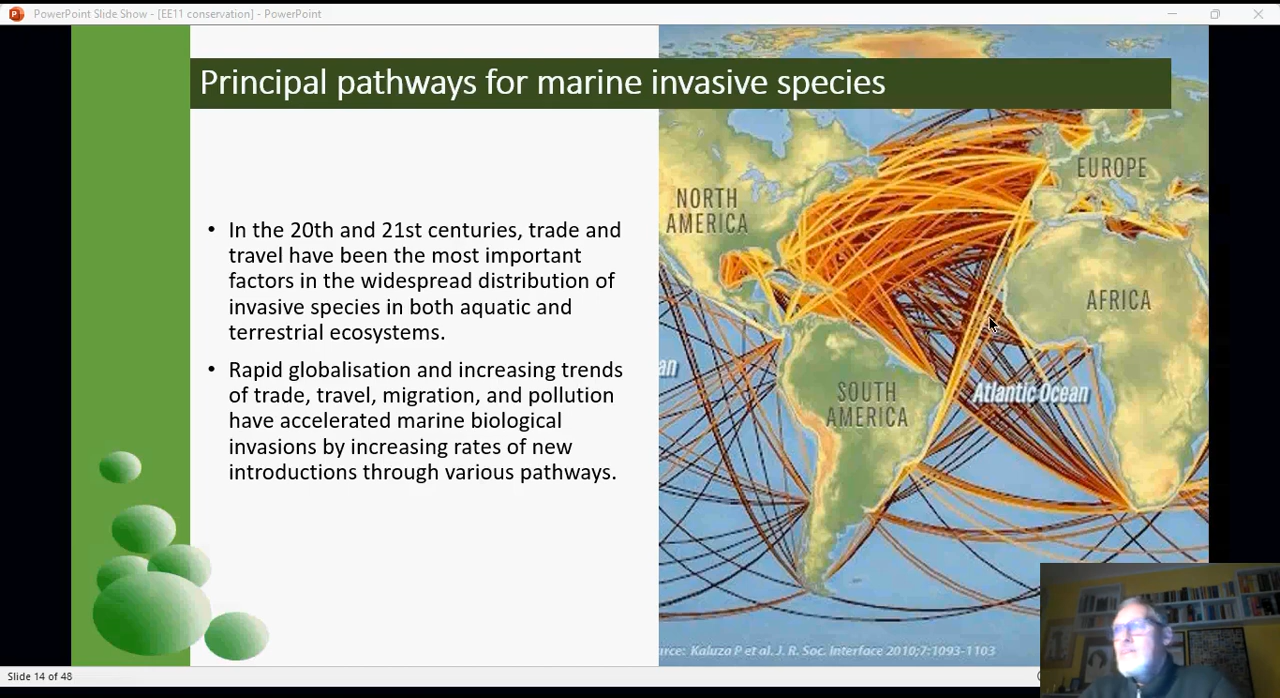 PowerPoint Slide Show - [EE11 conservation] - PowerPoint
Principal pathways for marine invasive species
• In the 20th and 21st centuries, trade and
travel have been the most important
factors in the widespread distribution of
invasive species in both aquatic and
terrestrial ecosystems.
• Rapid globalisation and increasing trends
of trade, travel, migration, and pollution
have accelerated marine biological
invasions by increasing rates of new
introductions through various pathways.
NORTH
AMERICA
EUROPE
AFRICA
an
SOUTH
AMERICA
Atlantic Ocean
urce: Kaluza P et al. J. R. Soc. Interface 2010;7:1093-1103
Slide 14 of 48